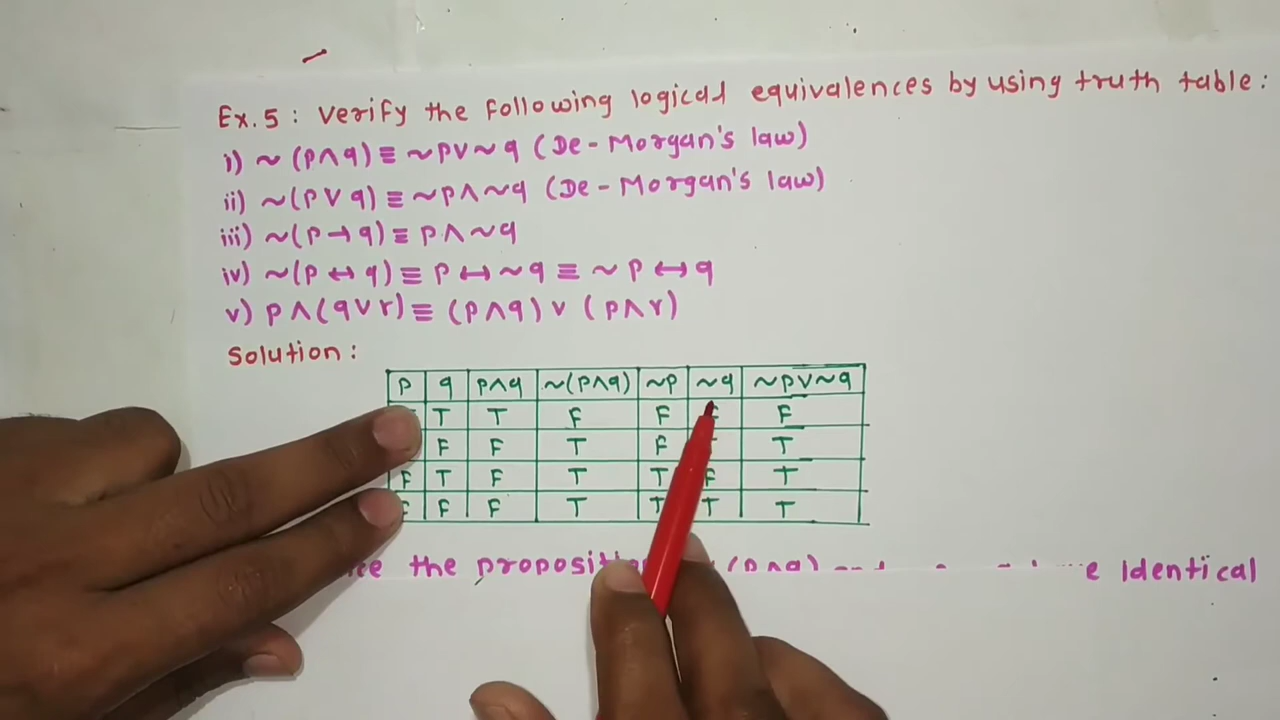 Ex.5 : Verify the following logical equivalences by using truth table:
i) ~(p∧q)≡~p∨~q (De-Morgan's law)
ii) ~(p∨q)≡~p∧~q (De-Morgan's law)
iii) ~(p→q)≡p∧~q
iv) ~(p↔q)≡p↔~q≡~p↔q
v) p∧(q∨r)≡(p∧q)∨(p∧r)
Solution:
p q p∧q ~(p∧q) ~p ~q ~p∨~q
T T F F F F
F F T F T
F T F T T F T
F F F T T T T
the (p∧q) Identical